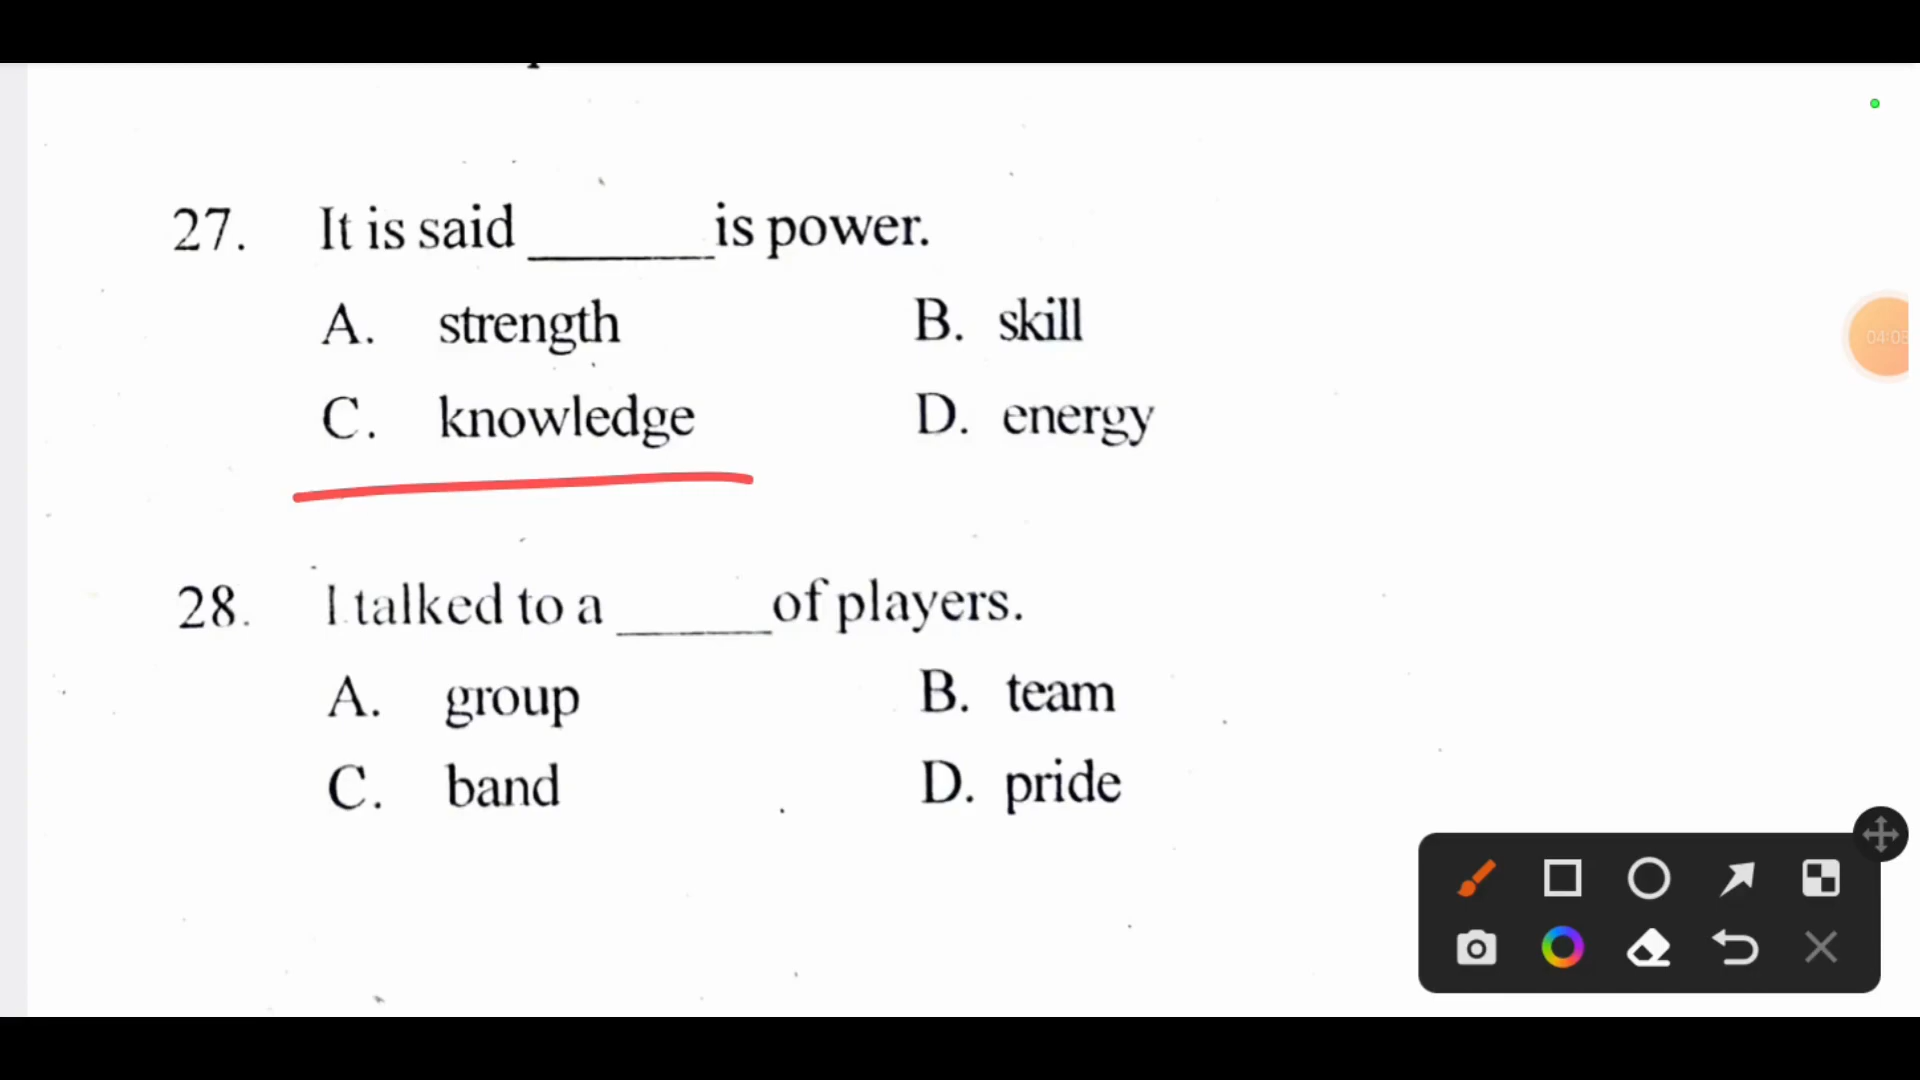 27. It is said ______ is power.
A. strength B. skill
C. knowledge D. energy
28. I talked to a _____ of players.
A. group B. team
C. band D. pride